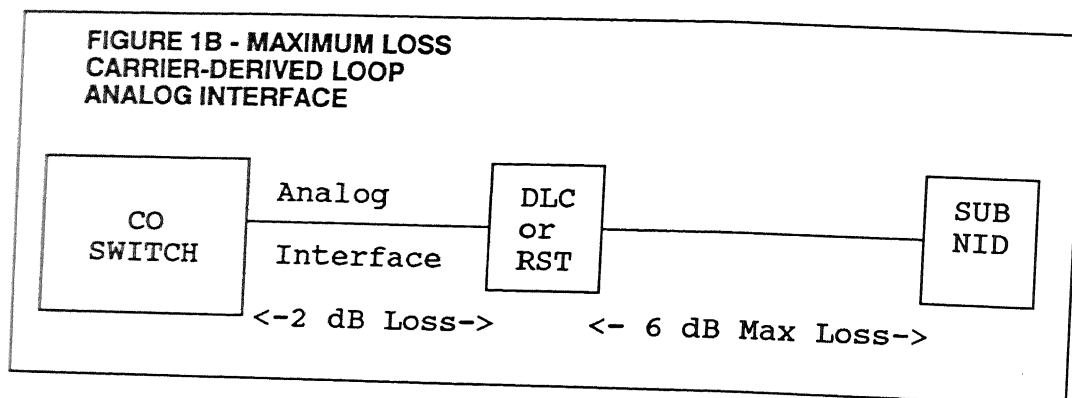 FIGURE 1B - MAXIMUM LOSS
CARRIER-DERIVED LOOP
ANALOG INTERFACE
CO
SWITCH
Analog
Interface
DLC
or
RST
SUB
NID
<-2 dB Loss->
<- 6 dB Max Loss->